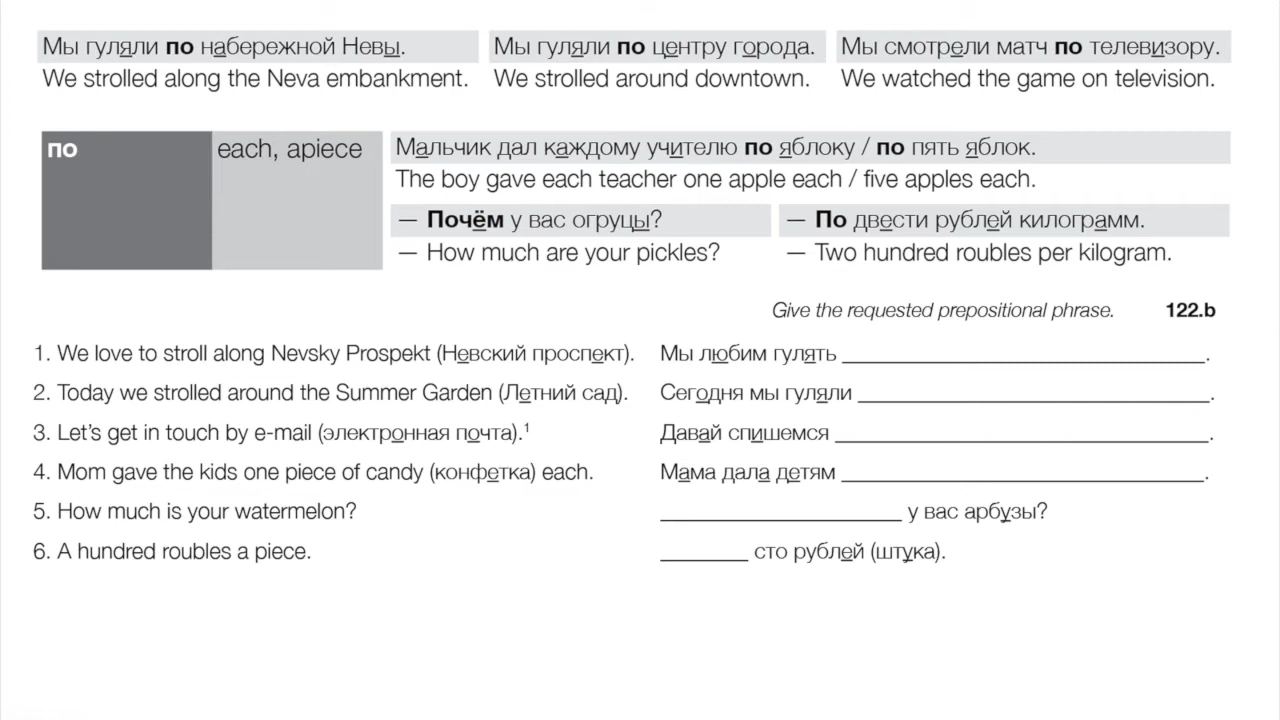 Мы гуляли по набережной Невы. Мы гуляли по центру города. Мы смотрели матч по телевизору.
We strolled along the Neva embankment. We strolled around downtown. We watched the game on television.
по each, apiece Мальчик дал каждому учителю по яблоку / по пять яблок.
The boy gave each teacher one apple each / five apples each.
— Почём у вас огруцы? — По двести рублей килограмм.
— How much are your pickles? — Two hundred roubles per kilogram.
Give the requested prepositional phrase. 122.b
1. We love to stroll along Nevsky Prospekt (Невский проспект). Мы любим гулять ____________________.
2. Today we strolled around the Summer Garden (Летний сад). Сегодня мы гуляли ____________________.
3. Let's get in touch by e-mail (электронная почта).¹ Давай спишемся ____________________.
4. Mom gave the kids one piece of candy (конфетка) each. Мама дала детям ____________________.
5. How much is your watermelon? ____________________ у вас арбузы?
6. A hundred roubles a piece. ________ сто рублей (штука).